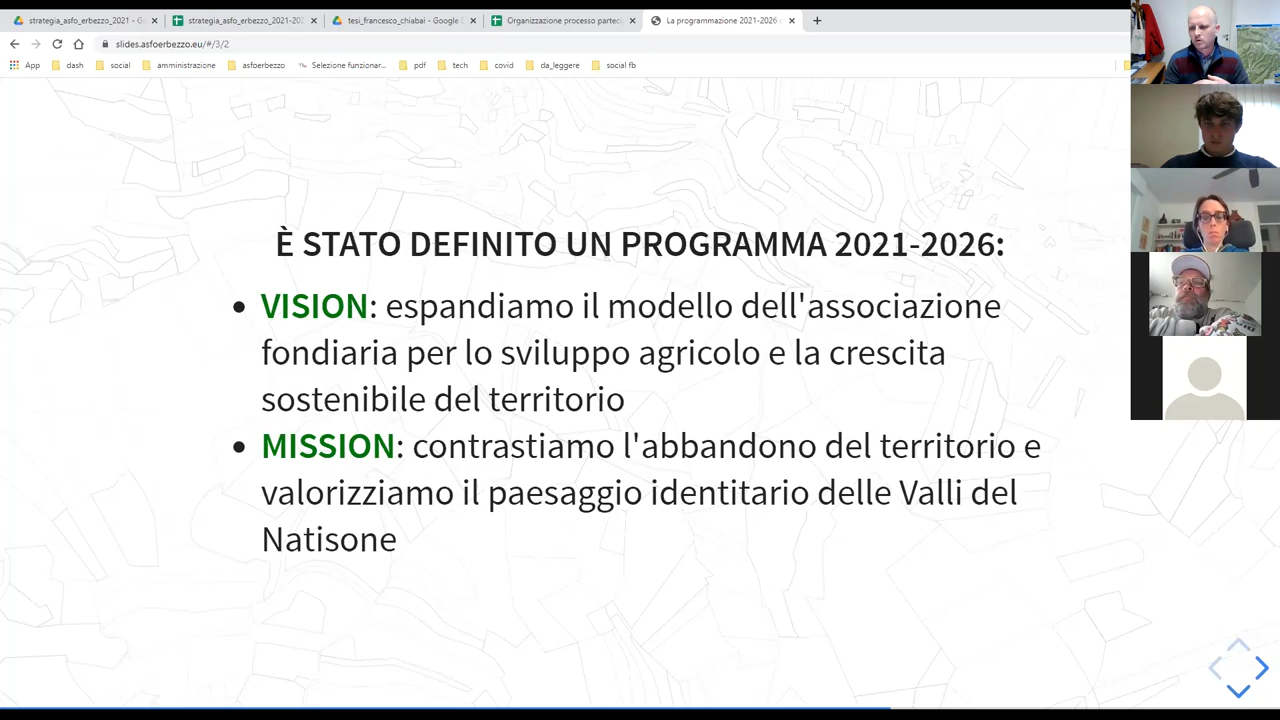 strategia_asfo_erbezzo_2021 - G
strategia_asfo_erbezzo_2021-202
tesi_francesco_chiabai - Google D
Organizzazione processo partec
La programmazione 2021-2026 d
slides.asfoerbezzo.eu/#/3/2
App
dash
social
amministrazione
asfoerbezzo
Selezione funzionar...
pdf
tech
covid
da_leggere
social fb
È STATO DEFINITO UN PROGRAMMA 2021-2026:
• VISION: espandiamo il modello dell'associazione
fondiaria per lo sviluppo agricolo e la crescita
sostenibile del territorio
• MISSION: contrastiamo l'abbandono del territorio e
valorizziamo il paesaggio identitario delle Valli del
Natisone